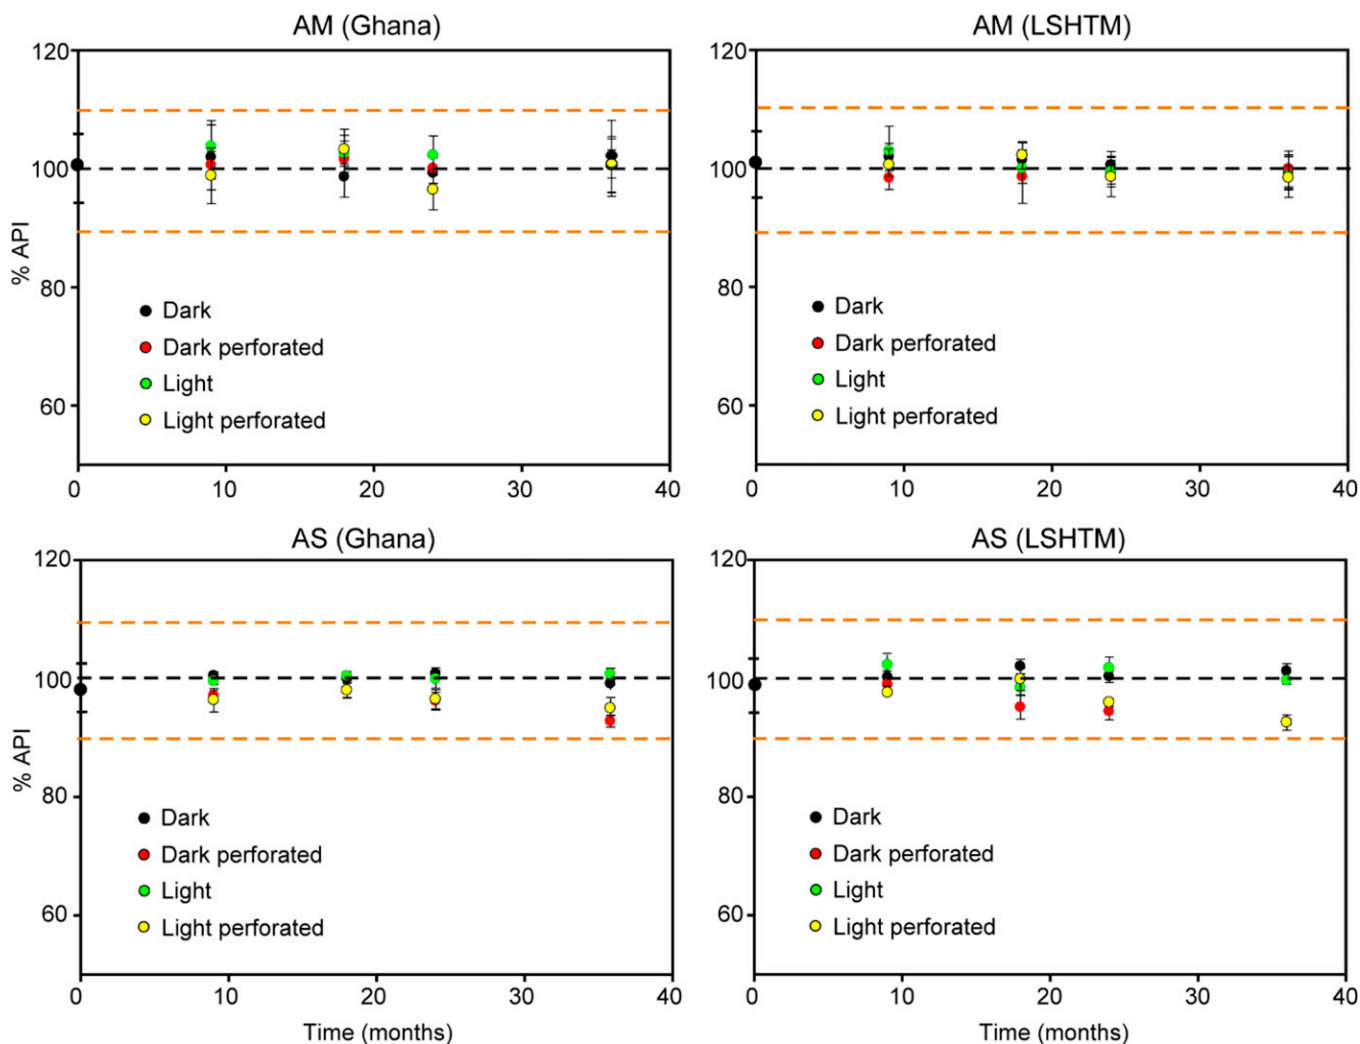 AM (Ghana)
120
100
80
60
% API
Dark
Dark perforated
Light
Light perforated
0 10 20 30 40
AM (LSHTM)
120
100
80
60
Dark
Dark perforated
Light
Light perforated
0 10 20 30 40
AS (Ghana)
120
100
80
60
% API
Dark
Dark perforated
Light
Light perforated
0 10 20 30 40
Time (months)
AS (LSHTM)
120
100
80
60
Dark
Dark perforated
Light
Light perforated
0 10 20 30 40
Time (months)